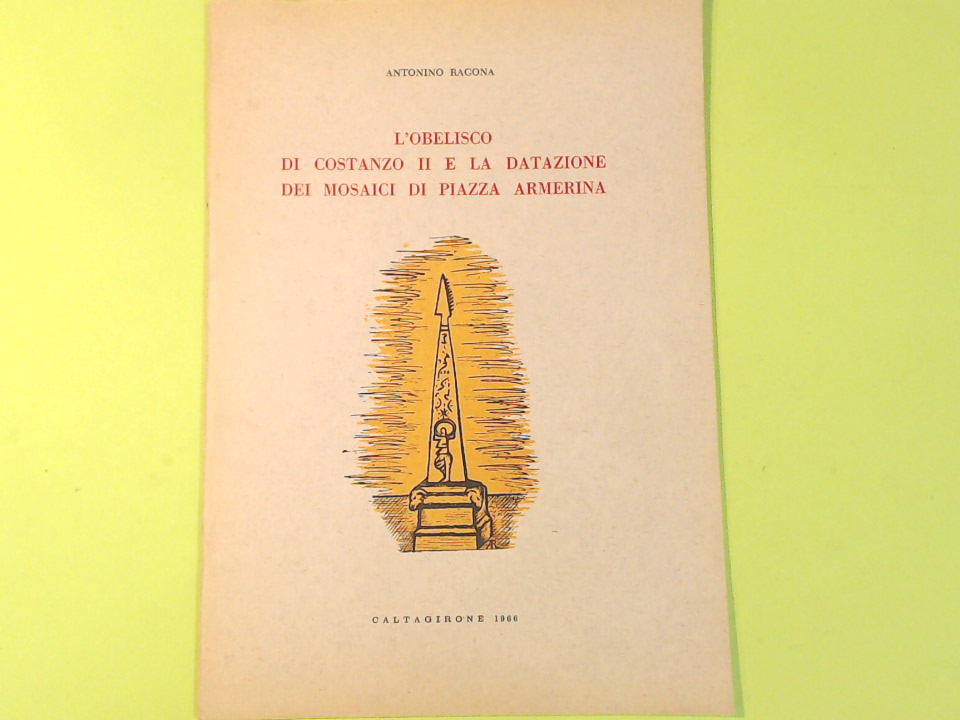 ANTONINO RAGONA
L'OBELISCO
DI COSTANZO II E LA DATAZIONE
DEI MOSAICI DI PIAZZA ARMERINA
CALTAGIRONE 1966